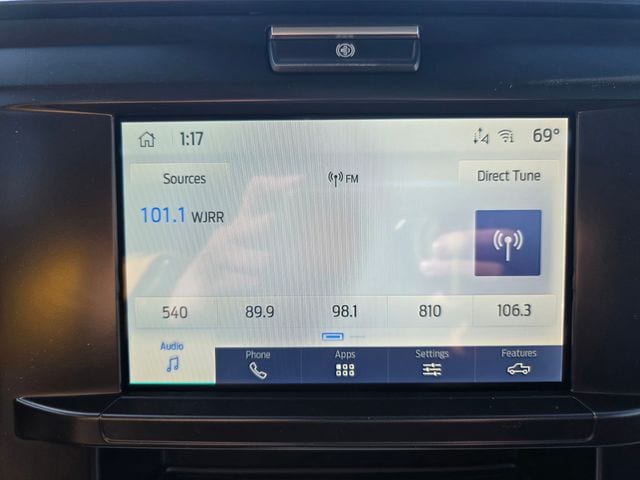 1:17 4 69°
Sources FM Direct Tune
101.1 WJRR
540 89.9 98.1 810 106.3
Audio Phone Apps Settings Features